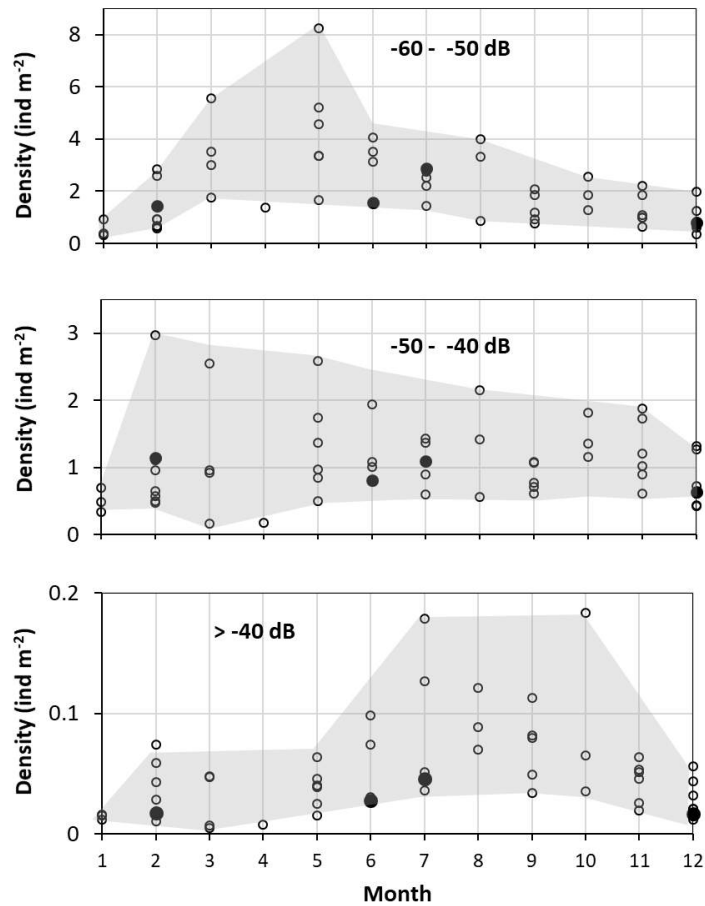 -60 - -50 dB
Density (ind m-2)
8
6
4
2
0
-50 - -40 dB
Density (ind m-2)
3
2
1
0
> -40 dB
Density (ind m-2)
0.2
0.1
0
1 2 3 4 5 6 7 8 9 10 11 12
Month